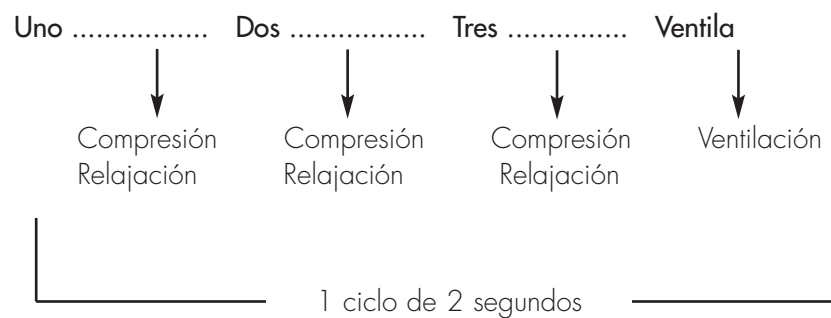 Uno ................. Dos ................. Tres ............... Ventila
Compresión Compresión Compresión Ventilación
Relajación Relajación Relajación
1 ciclo de 2 segundos